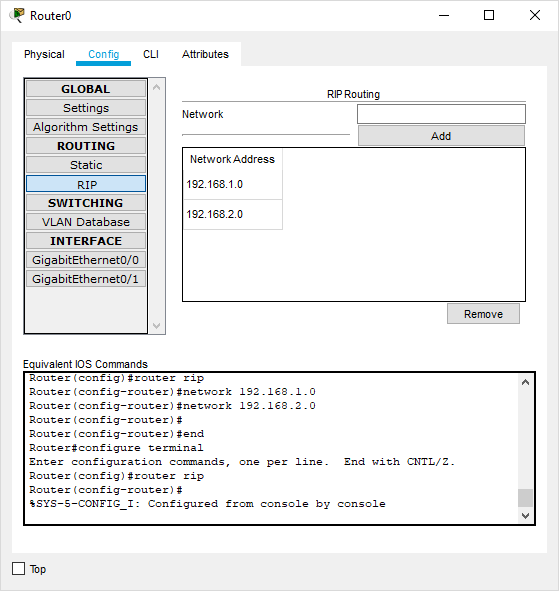 Router0
Physical Config CLI Attributes
GLOBAL
Settings
Algorithm Settings
ROUTING
Static
RIP
SWITCHING
VLAN Database
INTERFACE
GigabitEthernet0/0
GigabitEthernet0/1
RIP Routing
Network
Add
Network Address
192.168.1.0
192.168.2.0
Remove
Equivalent IOS Commands
Router(config)#router rip
Router(config-router)#network 192.168.1.0
Router(config-router)#network 192.168.2.0
Router(config-router)#
Router(config-router)#end
Router#configure terminal
Enter configuration commands, one per line.  End with CNTL/Z.
Router(config)#router rip
Router(config-router)#
%SYS-5-CONFIG_I: Configured from console by console
Top